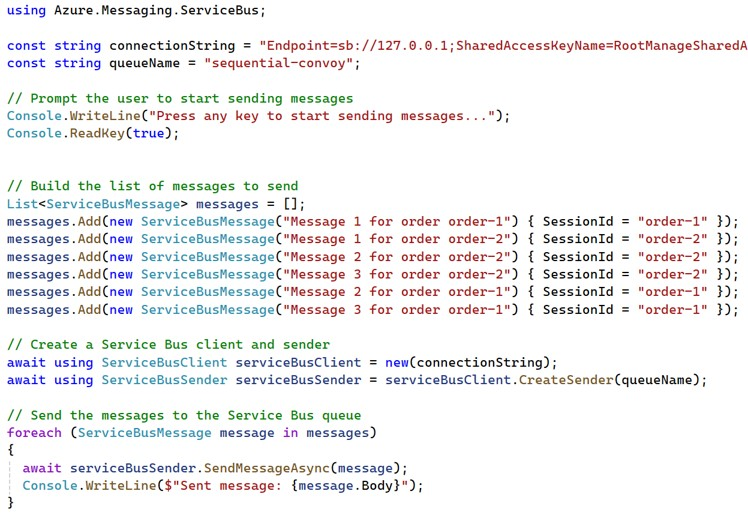 using Azure.Messaging.ServiceBus;
const string connectionString = "Endpoint=sb://127.0.0.1;SharedAccessKeyName=RootManageSharedA
const string queueName = "sequential-convoy";
// Prompt the user to start sending messages
Console.WriteLine("Press any key to start sending messages...");
Console.ReadKey(true);
// Build the list of messages to send
List<ServiceBusMessage> messages = [];
messages.Add(new ServiceBusMessage("Message 1 for order order-1") { SessionId = "order-1" });
messages.Add(new ServiceBusMessage("Message 1 for order order-2") { SessionId = "order-2" });
messages.Add(new ServiceBusMessage("Message 2 for order order-2") { SessionId = "order-2" });
messages.Add(new ServiceBusMessage("Message 3 for order order-2") { SessionId = "order-2" });
messages.Add(new ServiceBusMessage("Message 2 for order order-1") { SessionId = "order-1" });
messages.Add(new ServiceBusMessage("Message 3 for order order-1") { SessionId = "order-1" });
// Create a Service Bus client and sender
await using ServiceBusClient serviceBusClient = new(connectionString);
await using ServiceBusSender serviceBusSender = serviceBusClient.CreateSender(queueName);
// Send the messages to the Service Bus queue
foreach (ServiceBusMessage message in messages)
{
  await serviceBusSender.SendMessageAsync(message);
  Console.WriteLine($"Sent message: {message.Body}");
}